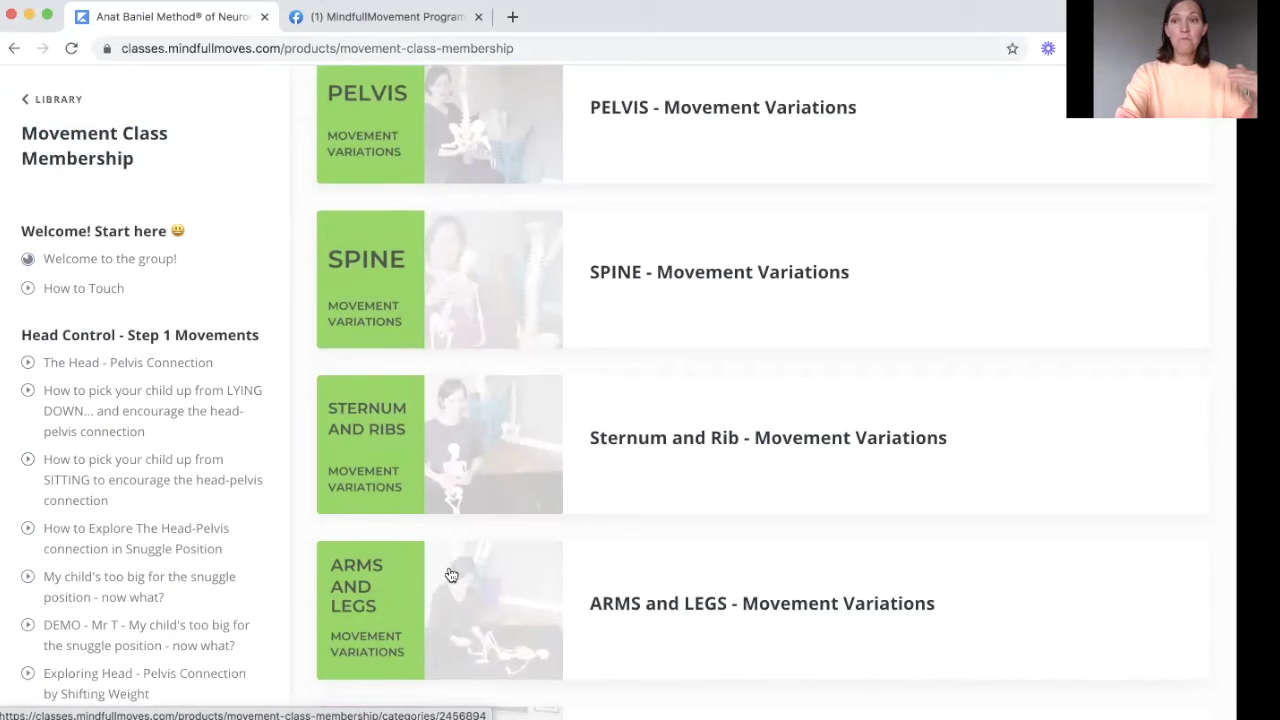 Anat Baniel Method® of Neuro
(1) MindfullMovement Program
classes.mindfullmoves.com/products/movement-class-membership
LIBRARY
Movement Class
Membership
Welcome! Start here 😃
Welcome to the group!
How to Touch
Head Control - Step 1 Movements
The Head - Pelvis Connection
How to pick your child up from LYING
DOWN... and encourage the head-
pelvis connection
How to pick your child up from
SITTING to encourage the head-pelvis
connection
How to Explore The Head-Pelvis
connection in Snuggle Position
My child's too big for the snuggle
position - now what?
DEMO - Mr T - My child's too big for
the snuggle position - now what?
Exploring Head - Pelvis Connection
by Shifting Weight
PELVIS
MOVEMENT
VARIATIONS
PELVIS - Movement Variations
SPINE
MOVEMENT
VARIATIONS
SPINE - Movement Variations
STERNUM
AND RIBS
MOVEMENT
VARIATIONS
Sternum and Rib - Movement Variations
ARMS
AND
LEGS
MOVEMENT
VARIATIONS
ARMS and LEGS - Movement Variations
https://classes.mindfullmoves.com/products/movement-class-membership/categories/2456894